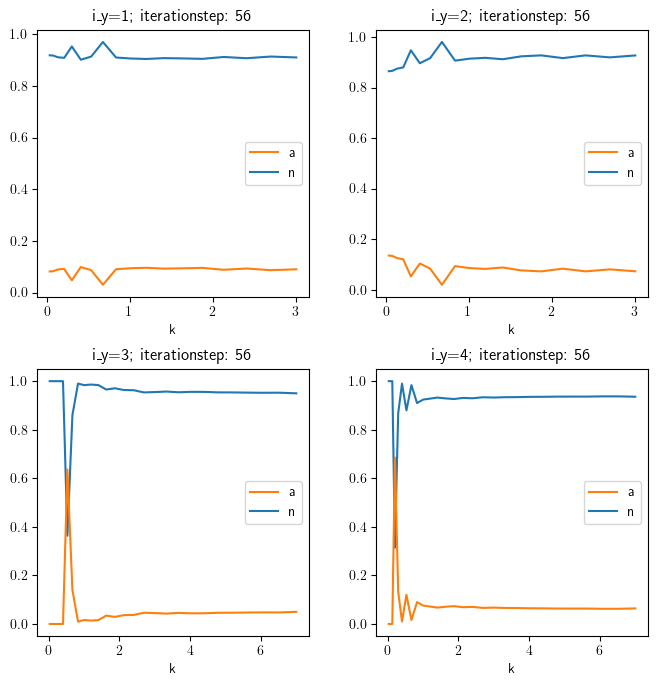 i_y=1; iterationstep: 56
1.0
0.8
0.6
0.4
0.2
0.0
a
n
0 1 2 3
k
i_y=2; iterationstep: 56
1.0
0.8
0.6
0.4
0.2
0.0
a
n
0 1 2 3
k
i_y=3; iterationstep: 56
1.0
0.8
0.6
0.4
0.2
0.0
a
n
0 2 4 6
k
i_y=4; iterationstep: 56
1.0
0.8
0.6
0.4
0.2
0.0
a
n
0 2 4 6
k